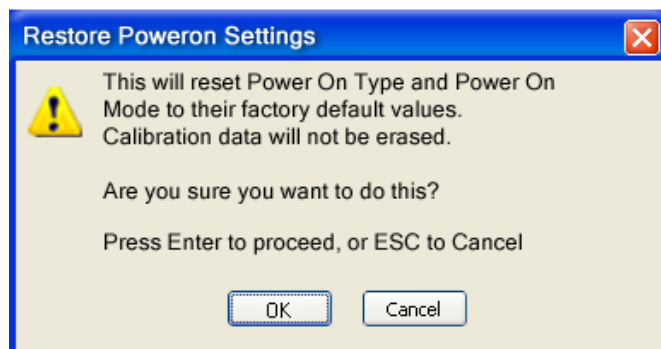 Restore Poweron Settings
This will reset Power On Type and Power On
Mode to their factory default values.
Calibration data will not be erased.
Are you sure you want to do this?
Press Enter to proceed, or ESC to Cancel
OK
Cancel